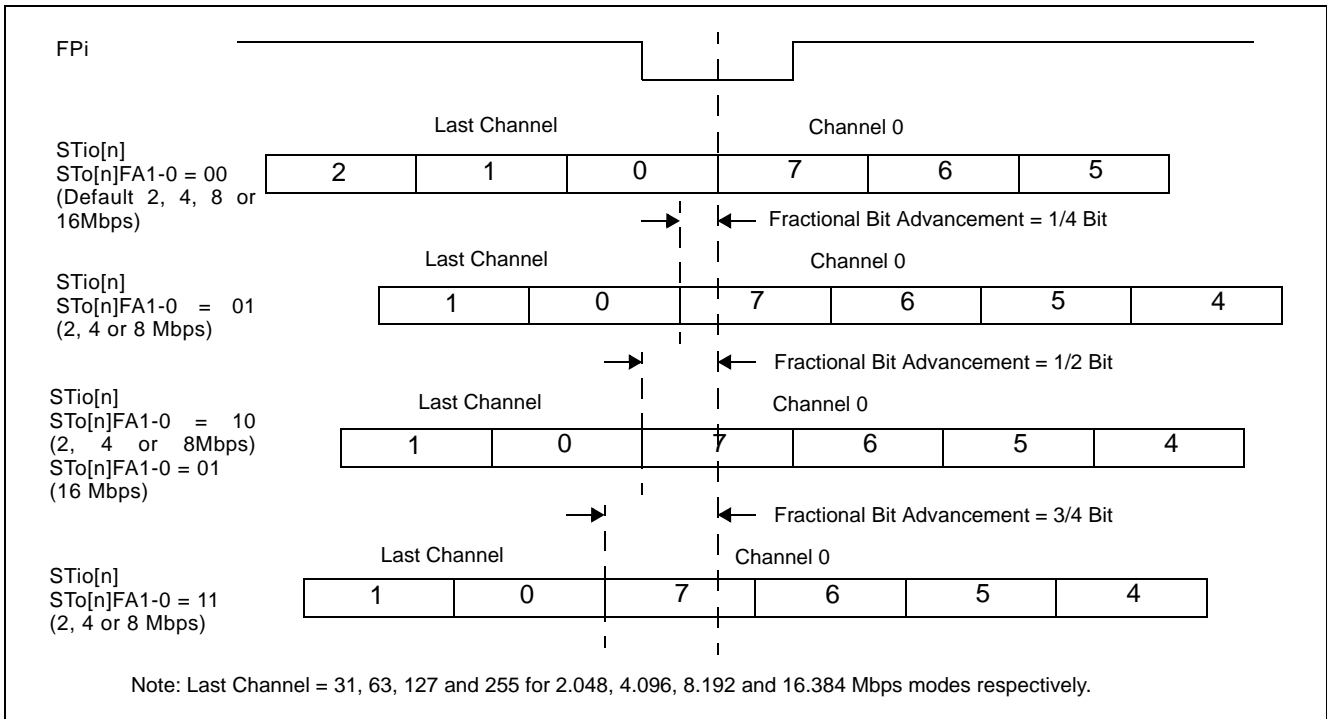 FPi
Last Channel Channel 0
STio[n]
STo[n]FA1-0 = 00
(Default 2, 4, 8 or
16Mbps)
2 1 0 7 6 5
Fractional Bit Advancement = 1/4 Bit
Last Channel Channel 0
STio[n]
STo[n]FA1-0 = 01
(2, 4 or 8 Mbps)
1 0 7 6 5 4
Fractional Bit Advancement = 1/2 Bit
Last Channel Channel 0
STio[n]
STo[n]FA1-0 = 10
(2, 4 or 8Mbps)
STo[n]FA1-0 = 01
(16 Mbps)
1 0 7 6 5 4
Fractional Bit Advancement = 3/4 Bit
Last Channel Channel 0
STio[n]
STo[n]FA1-0 = 11
(2, 4 or 8 Mbps)
1 0 7 6 5 4
Note: Last Channel = 31, 63, 127 and 255 for 2.048, 4.096, 8.192 and 16.384 Mbps modes respectively.